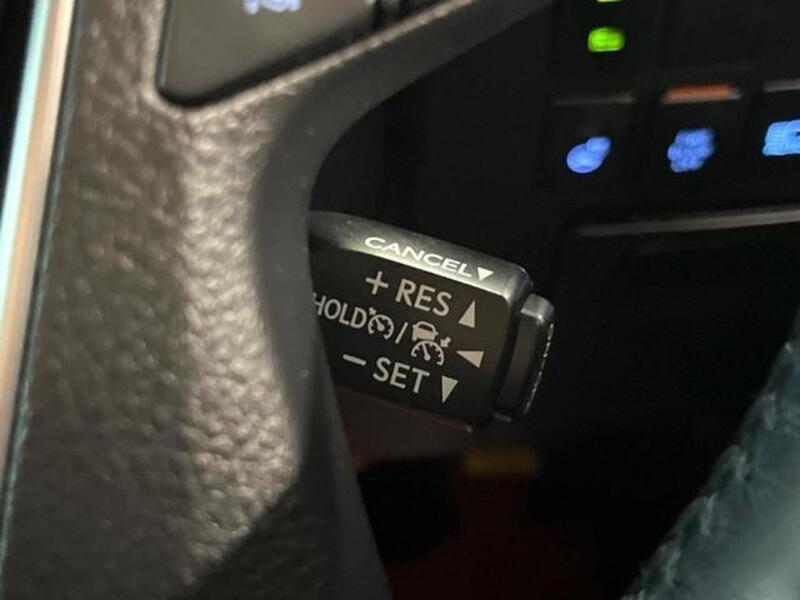 CANCEL▼
+ RES ▲
HOLD / ◀
− SET ▼